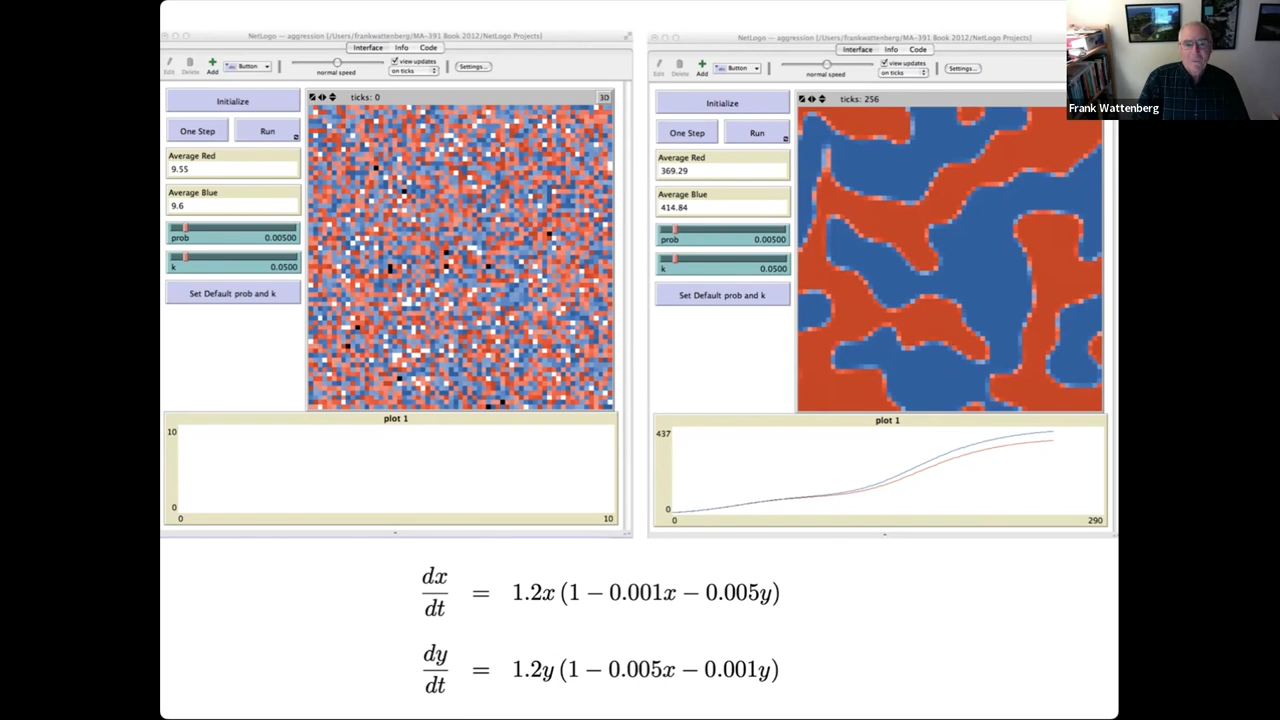 NetLogo — aggression {/Users/frankwattenberg/MA-391 Book 2012/NetLogo Projects}
Interface Info Code
Edit Delete Add
Button
normal speed
view updates
on ticks
Settings...
Initialize
One Step Run
Average Red
9.55
Average Blue
9.6
prob 0.00500
k 0.0500
Set Default prob and k
ticks: 0
3D
plot 1
10
0
0 10
NetLogo — aggression {/Users/frankwattenberg/MA-391 Book 2012/NetLogo Projects}
Interface Info Code
Edit Delete Add
Button
normal speed
view updates
on ticks
Settings...
Initialize
One Step Run
Average Red
369.29
Average Blue
414.84
prob 0.00500
k 0.0500
Set Default prob and k
ticks: 256
plot 1
437
0
0 290
Frank Wattenberg
dx/dt = 1.2x (1 − 0.001x − 0.005y)
dy/dt = 1.2y (1 − 0.005x − 0.001y)